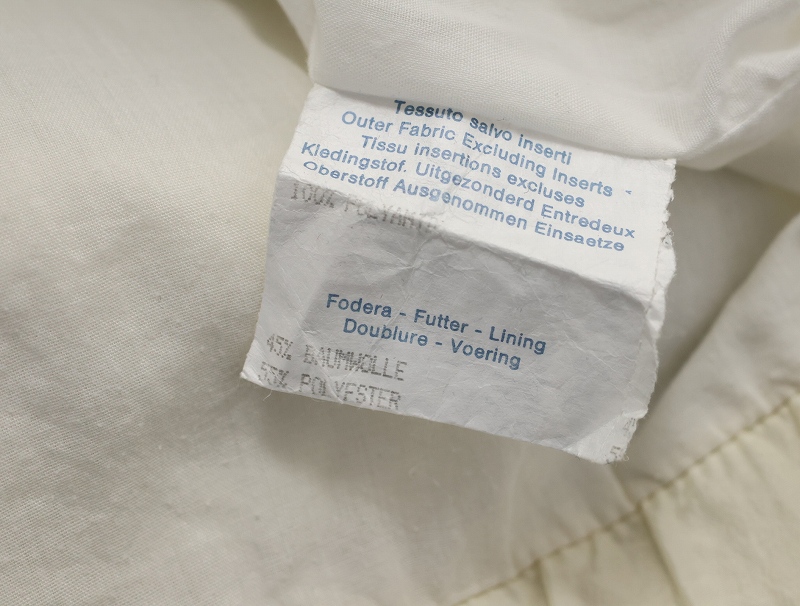 Tessuto salvo inserti
Outer Fabric Excluding Inserts
Tissu insertions excluses
Kledingstof. Uitgezonderd Entredeux
Oberstoff Ausgenommen Einsaetze
100%
Fodera - Futter - Lining
Doublure - Voering
45% BAUMWOLLE
55% POLYESTER